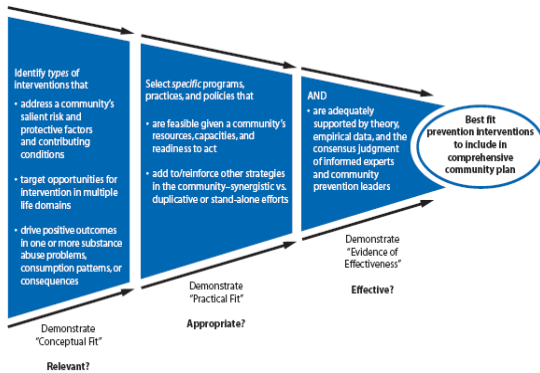 Identify types of
interventions that
• address a community's
salient risk and
protective factors
and contributing
conditions
• target opportunities for
intervention in multiple
life domains
• drive positive outcomes
in one or more substance
abuse problems,
consumption patterns, or
consequences
Select specific programs,
practices, and policies that
• are feasible given a community's
resources, capacities, and
readiness to act
• add to/reinforce other strategies
in the community–synergistic vs.
duplicative or stand-alone efforts
AND
• are adequately
supported by theory,
empirical data, and the
consensus judgment
of informed experts
and community
prevention leaders
Best fit
prevention interventions
to include in
comprehensive
community plan
Demonstrate
"Conceptual Fit"
Relevant?
Demonstrate
"Practical Fit"
Appropriate?
Demonstrate
"Evidence of
Effectiveness"
Effective?